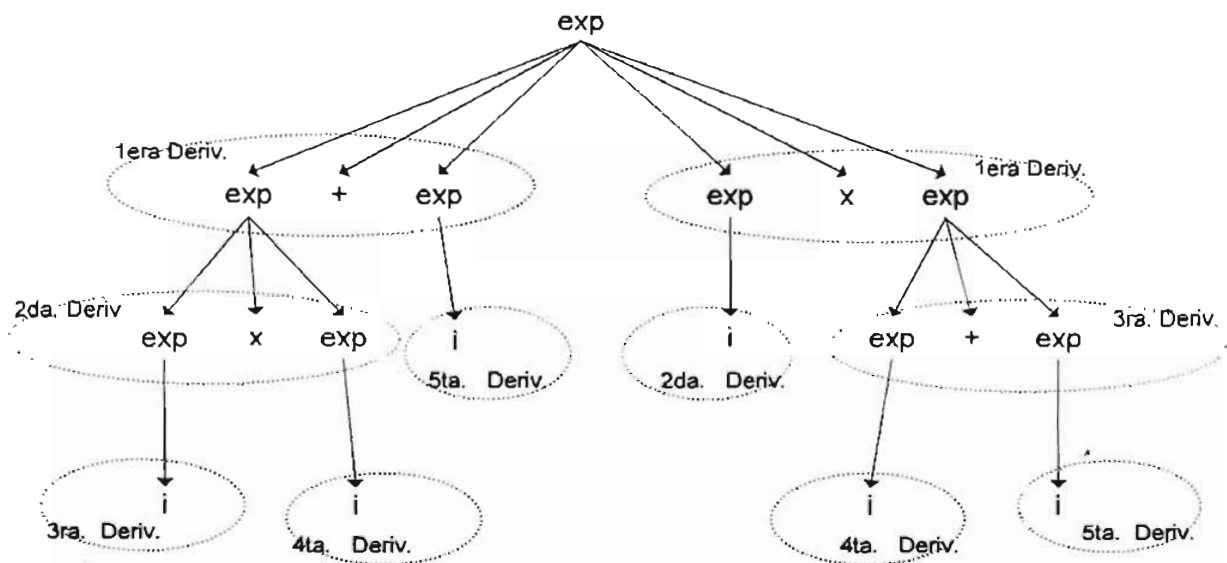 exp
1era Deriv.
1era Deriv.
exp + exp
exp x exp
2da. Deriv
3ra. Deriv.
exp x exp
i
i
exp + exp
5ta. Deriv.
2da. Deriv.
i
i
i
i
3ra. Deriv.
4ta. Deriv.
4ta. Deriv.
5ta. Deriv.